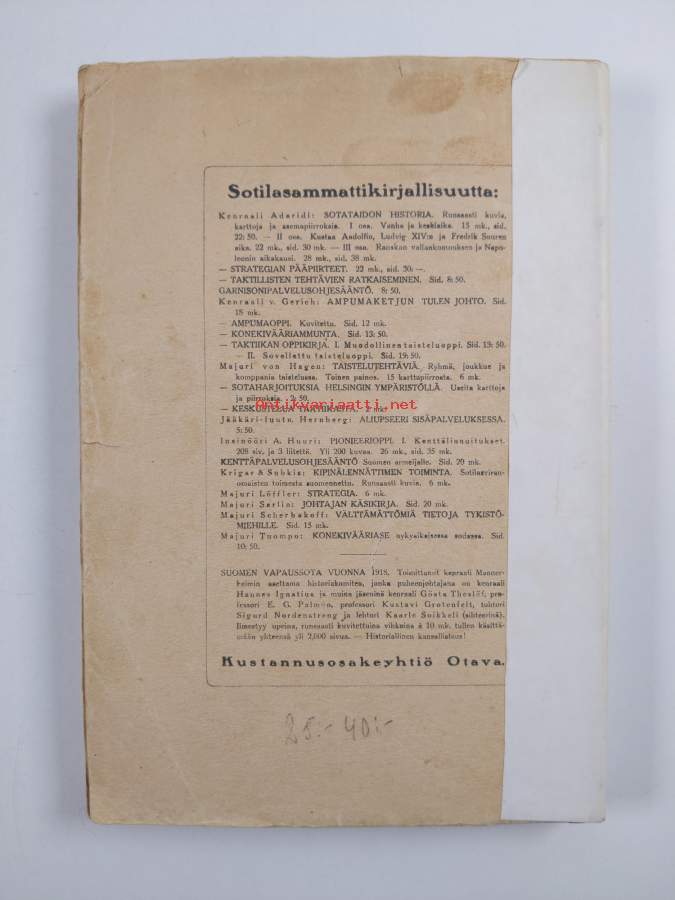 Sotilasammattikirjallisuutta:
Kenraali Adaridi: SOTATAIDON HISTORIA. Runsaasti kuvia,
karttoja ja asemapiirroksia. I osa. Vanha ja keskiaika. 15 mk., sid.
22:50. — II osa. Kustaa Aadolfin, Ludvig XIV:n ja Fredrik Suuren
aika. 22 mk., sid. 30 mk. — III osa. Ranskan vallankumouksen ja Napo-
leonin aikakausi. 28 mk., sid. 38 mk.
— STRATEGIAN PÄÄPIIRTEET. 22 mk., sid. 30: —.
— TAKTILLISTEN TEHTÄVIEN RATKAISEMINEN. Sid. 8:50.
GARNISONIPALVELUSOHJESÄÄNTÖ. 8:50.
Kenraali v. Gerich: AMPUMAKETJUN TULEN JOHTO. Sid.
15 mk.
— AMPUMAOPPI. Kuvitettu. Sid. 12 mk.
— KONEKIVÄÄRIAMMUNTA. Sid. 13:50.
— TAKTIIKAN OPPIKIRJA. I. Muodollinen taisteluoppi. Sid. 19:50.
— II. Sovellettu taisteluoppi. Sid. 19:50.
Majuri von Hagen: TAISTELUTEHTÄVIÄ. Ryhmä, joukkue ja
komppania taistelussa. Toinen painos. 15 karttapiirrosta. 6 mk.
— SOTAHARJOITUKSIA HELSINGIN YMPÄRISTÖLLÄ. Useita karttoja
ja piirroksia. 2:50.
— KESKUSTELUA TAKTIIKASTA. 2 mk.
Antikvariaatti.net
Jääkäri-luutn. Hernberg: ALIUPSEERI SISÄPALVELUKSESSA.
5:50.
Insinööri A. Huuri: PIONEERIOPPI. I. Kenttälinnoitukset.
208 siv. ja 3 liitettä. Yli 200 kuvaa. 26 mk., sid. 35 mk.
KENTTÄPALVELUSOHJESÄÄNTÖ Suomen armeijalle. Sid. 20 mk.
Krigar & Subkis: KIPINÄLENNÄTTIMEN TOIMINTA. Sotilasviran-
omaisten toimesta suomennettu. Runsaasti kuvia. 6 mk.
Majuri Löffler: STRATEGIA. 6 mk.
Majuri Sarlin: JOHTAJAN KÄSIKIRJA. Sid. 20 mk.
Majuri Scherbakoff: VÄLTTÄMÄTTÖMIÄ TIETOJA TYKISTÖ-
MIEHILLE. Sid. 15 mk.
Majuri Tuompo: KONEKIVÄÄRIASE nykyaikaisessa sodassa. Sid.
10:50.
SUOMEN VAPAUSSOTA VUONNA 1918. Toimittanut kenraali Manner-
heimin asettama historiakomitea, jonka puheenjohtajana on kenraali
Hannes Ignatius ja muina jäseninä kenraali Gösta Theslöf, pro-
fessori E. G. Palmén, professori Kustavi Grotenfelt, tohtori
Sigurd Nordenstreng ja lehtori Kaarle Soikkeli (sihteerinä).
Ilmestyy upeina, runsaasti kuvitettuina vihkoina à 10 mk. tullen käsittä-
mään yhteensä yli 2,000 sivua. — Historiallinen kansallisteos!
Kustannusosakeyhtiö Otava.
25:- 40:-